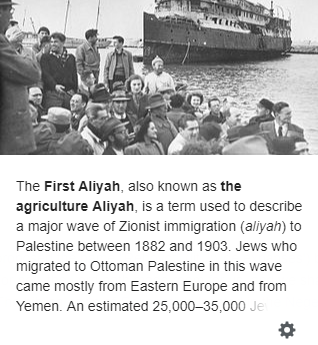 The First Aliyah, also known as the
agriculture Aliyah, is a term used to describe
a major wave of Zionist immigration (aliyah) to
Palestine between 1882 and 1903. Jews who
migrated to Ottoman Palestine in this wave
came mostly from Eastern Europe and from
Yemen. An estimated 25,000–35,000 Je